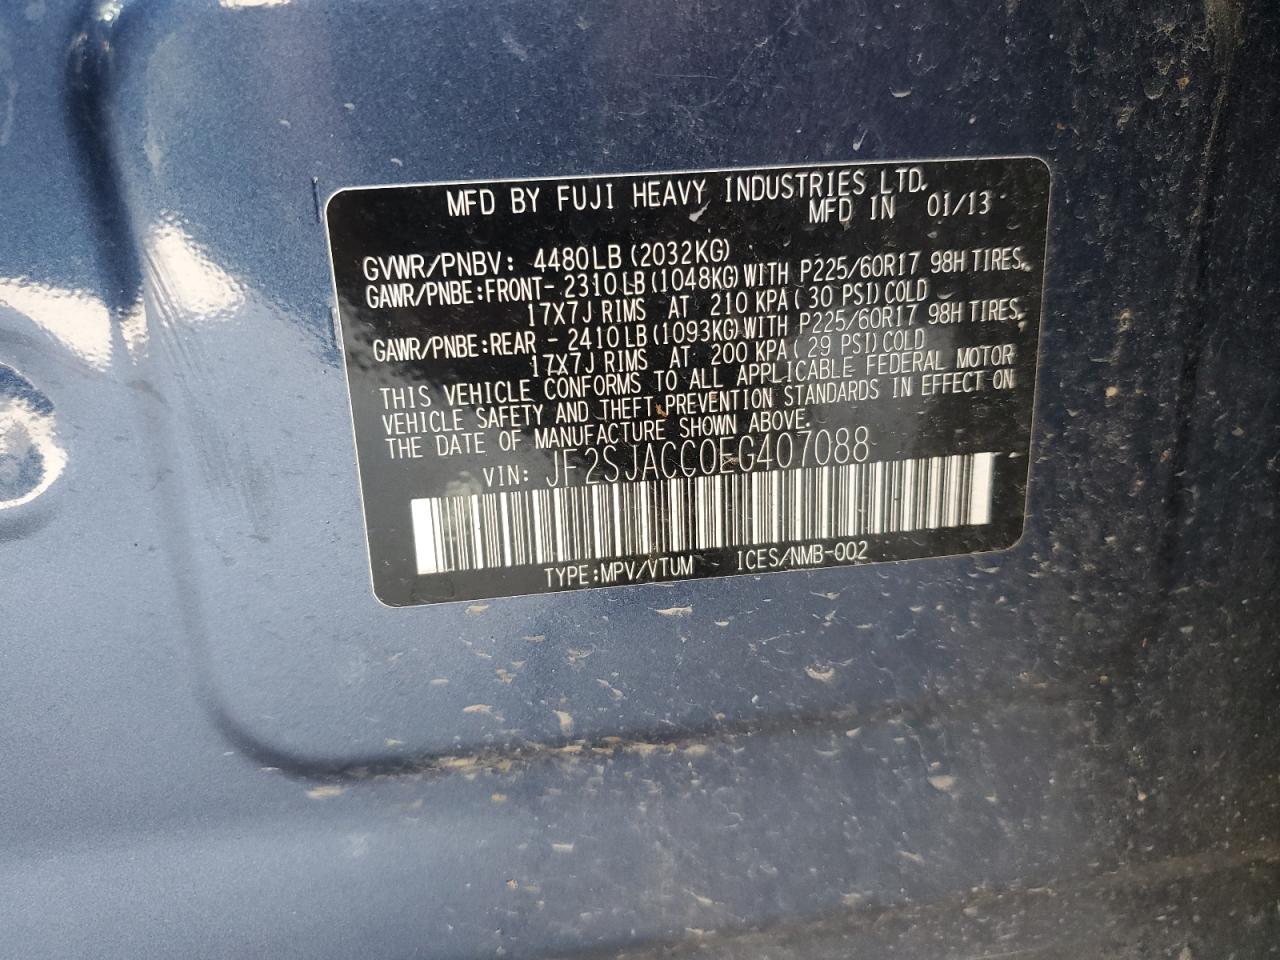 MFD BY FUJI HEAVY INDUSTRIES LTD.
MFD IN 01/13
GVWR/PNBV: 4480LB(2032KG)
GAWR/PNBE:FRONT- 2310LB(1048KG)WITH P225/60R17 98H TIRES,
17X7J RIMS AT 210 KPA(30 PSI)COLD
GAWR/PNBE:REAR - 2410LB(1093KG)WITH P225/60R17 98H TIRES,
17X7J RIMS AT 200 KPA(29 PSI)COLD
THIS VEHICLE CONFORMS TO ALL APPLICABLE FEDERAL MOTOR
VEHICLE SAFETY AND THEFT PREVENTION STANDARDS IN EFFECT ON
THE DATE OF MANUFACTURE SHOWN ABOVE.
VIN: JF2SJACC0EG407088
TYPE:MPV/VTUM ICES/NMB-002